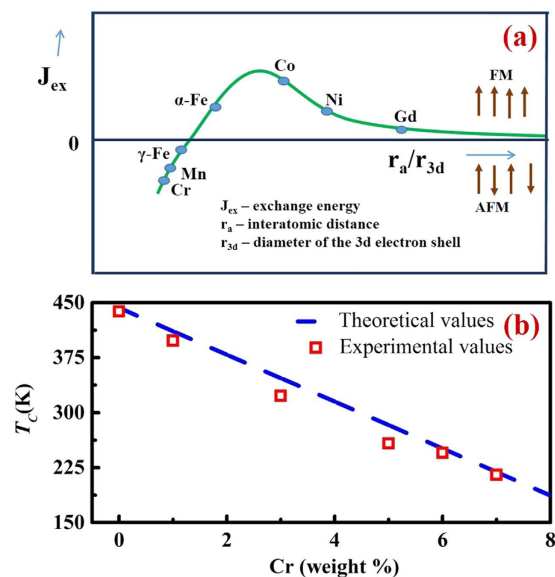 (a)
J_ex
Co
FM
α-Fe
Ni
Gd
0
γ-Fe
r_a/r_3d
Mn
Cr
AFM
J_ex – exchange energy
r_a – interatomic distance
r_3d – diameter of the 3d electron shell
450
(b)
Theoretical values
Experimental values
375
T_C(K)
300
225
150
0 2 4 6 8
Cr (weight %)